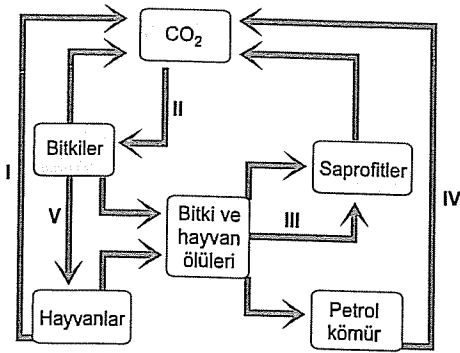 CO₂
II
Bitkiler
Saprofitler
I
IV
V
Bitki ve
hayvan
ölüleri
III
Hayvanlar
Petrol
kömür